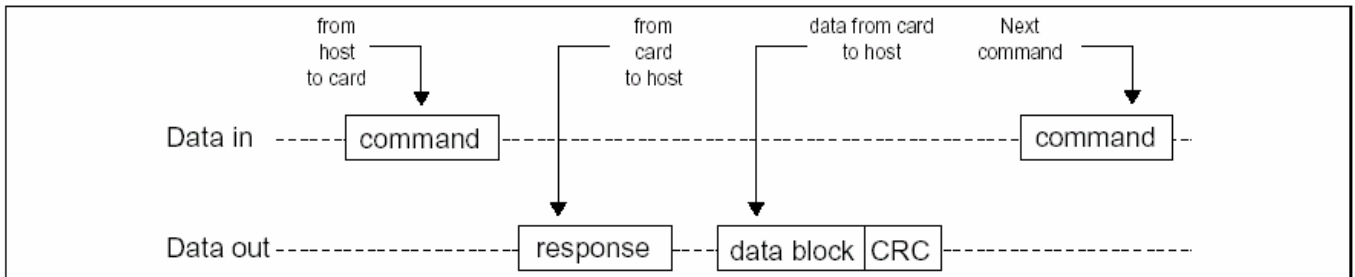 from
host
to card
from
card
to host
data from card
to host
Next
command
Data in
command
command
Data out
response
data block
CRC